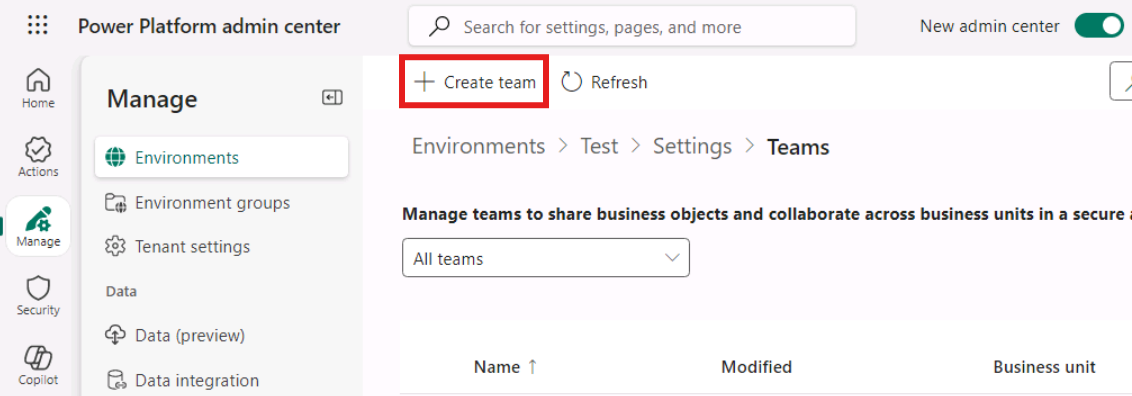 Power Platform admin center
Search for settings, pages, and more
New admin center
Home
Actions
Manage
Security
Copilot
Manage
Environments
Environment groups
Tenant settings
Data
Data (preview)
Data integration
Create team
Refresh
Environments > Test > Settings > Teams
Manage teams to share business objects and collaborate across business units in a secure
All teams
Name ↑ Modified Business unit